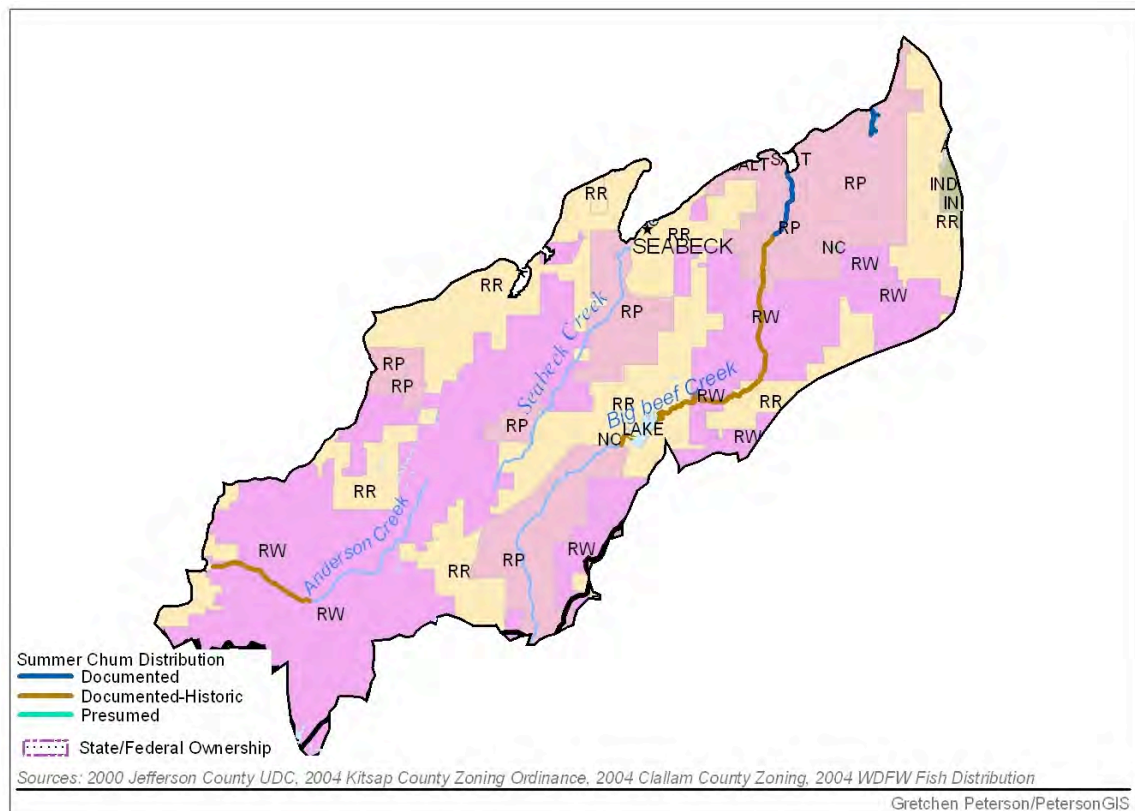 SALT
RP
RR
IND
RR
RP
RR
SEABECK
NC
RW
RR
RW
RP
Seabeck Creek
RW
RP
RP
Big beef Creek
RR
RW
RR
RP
LAKE
NC
RW
RR
Anderson Creek
RW
RW
RP
RR
RW
Summer Chum Distribution
Documented
Documented-Historic
Presumed
State/Federal Ownership
Sources: 2000 Jefferson County UDC, 2004 Kitsap County Zoning Ordinance, 2004 Clallam County Zoning, 2004 WDFW Fish Distribution
Gretchen Peterson/PetersonGIS